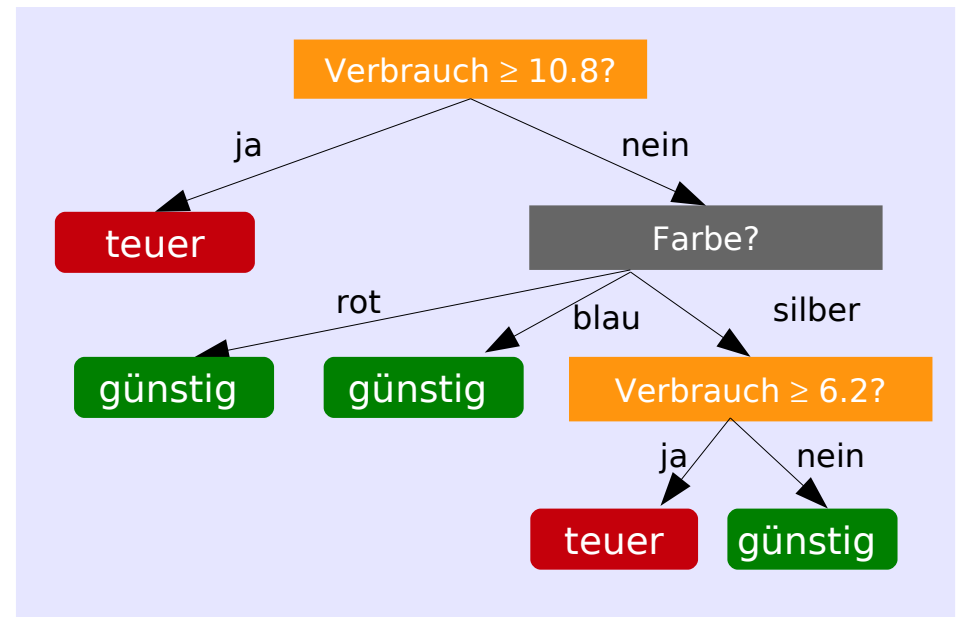 Verbrauch ≥ 10.8?
ja
nein
teuer
Farbe?
rot
blau
silber
günstig
günstig
Verbrauch ≥ 6.2?
ja
nein
teuer
günstig